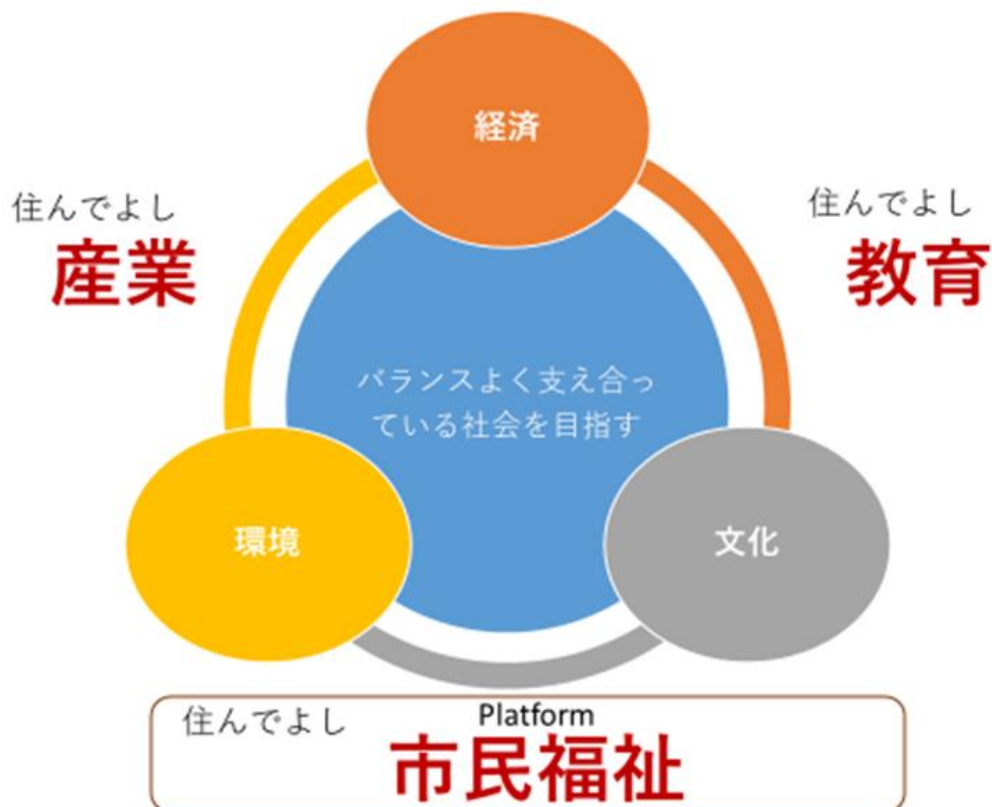 経済
住んでよし
産業
住んでよし
教育
バランスよく支え合っ
ている社会を目指す
環境
文化
住んでよし
Platform
市民福祉